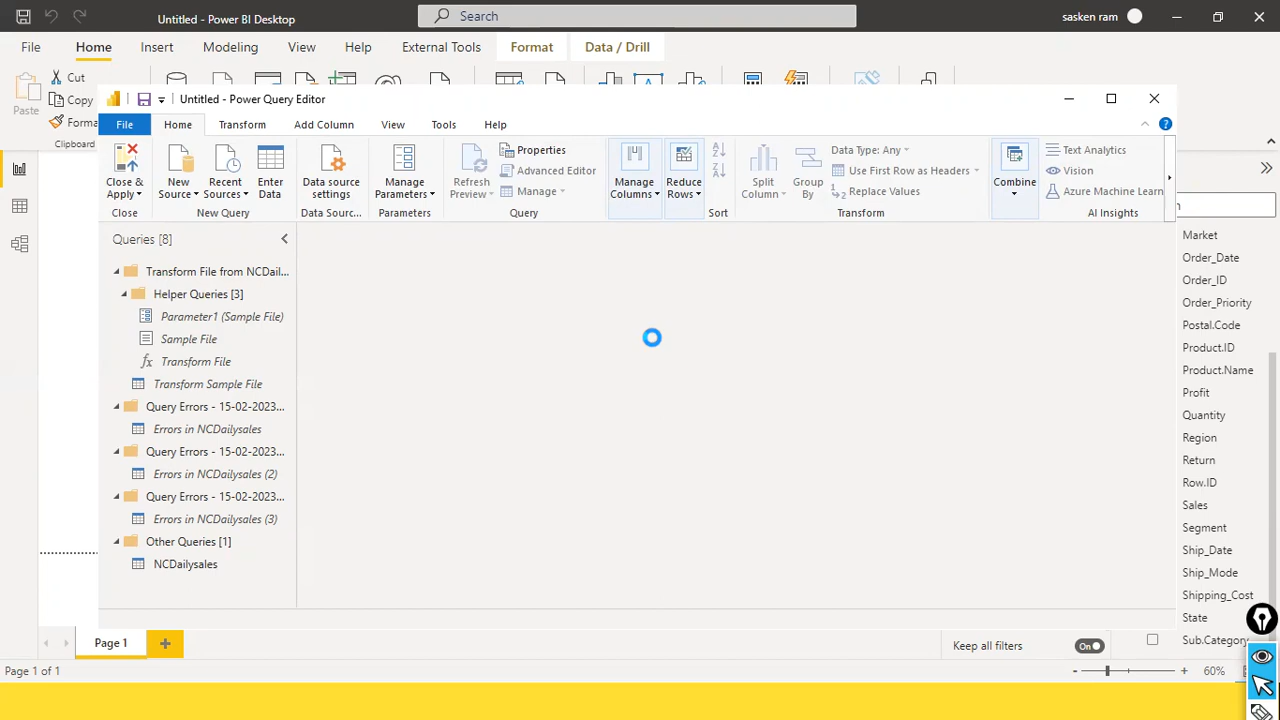 Untitled - Power BI Desktop
Search
sasken ram
File Home Insert Modeling View Help External Tools Format Data / Drill
Paste
Cut
Copy
Forma
Clipboard
Untitled - Power Query Editor
File Home Transform Add Column View Tools Help
Close & Apply
Close
New Source
Recent Sources
Enter Data
New Query
Data source settings
Data Sourc...
Manage Parameters
Parameters
Refresh Preview
Properties
Advanced Editor
Manage
Query
Manage Columns
Reduce Rows
Sort
Split Column
Group By
Data Type: Any
Use First Row as Headers
Replace Values
Transform
Combine
Text Analytics
Vision
Azure Machine Learn
AI Insights
Queries [8]
Transform File from NCDail...
Helper Queries [3]
Parameter1 (Sample File)
Sample File
fx Transform File
Transform Sample File
Query Errors - 15-02-2023...
Errors in NCDailysales
Query Errors - 15-02-2023...
Errors in NCDailysales (2)
Query Errors - 15-02-2023...
Errors in NCDailysales (3)
Other Queries [1]
NCDailysales
Market
Order_Date
Order_ID
Order_Priority
Postal.Code
Product.ID
Product.Name
Profit
Quantity
Region
Return
Row.ID
Sales
Segment
Ship_Date
Ship_Mode
Shipping_Cost
State
Sub.Category
Page 1
Keep all filters
On
Page 1 of 1
60%